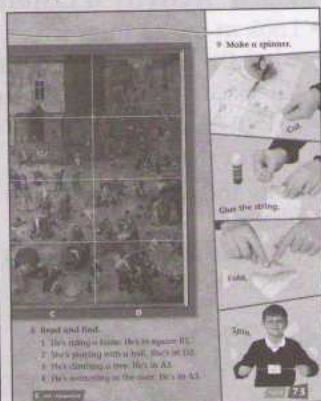 9 Make a spinner.
Cut.
Glue the string.
Fold.
Spin.
C D
8 Read and find.
1 He's riding a horse. He's in square B1.
2 She's playing with a ball. She's in D2.
3 He's climbing a tree. He's in A3.
4 He's swimming in the river. He's in A3.
73